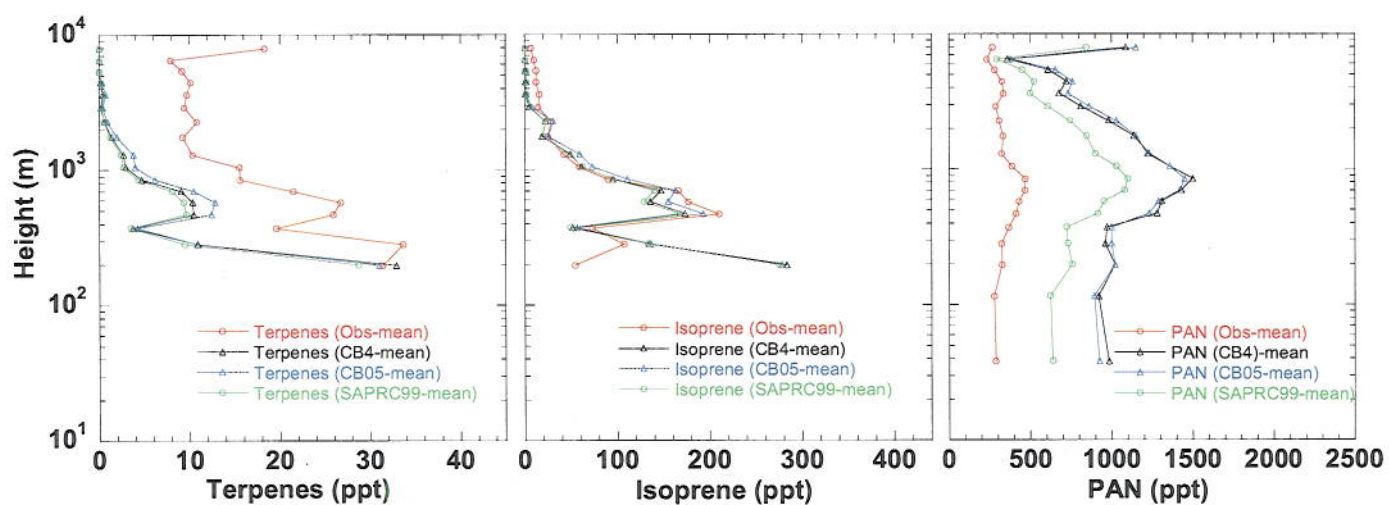 10⁴
10³
10²
10¹
Height (m)
Terpenes (Obs-mean)
Terpenes (CB4-mean)
Terpenes (CB05-mean)
Terpenes (SAPRC99-mean)
0 10 20 30 40
Terpenes (ppt)
Isoprene (Obs-mean)
Isoprene (CB4-mean)
Isoprene (CB05-mean)
Isoprene (SAPRC99-mean)
0 100 200 300 400
Isoprene (ppt)
PAN (Obs-mean)
PAN (CB4)-mean
PAN (CB05-mean)
PAN (SAPRC99-mean)
0 500 1000 1500 2000 2500
PAN (ppt)